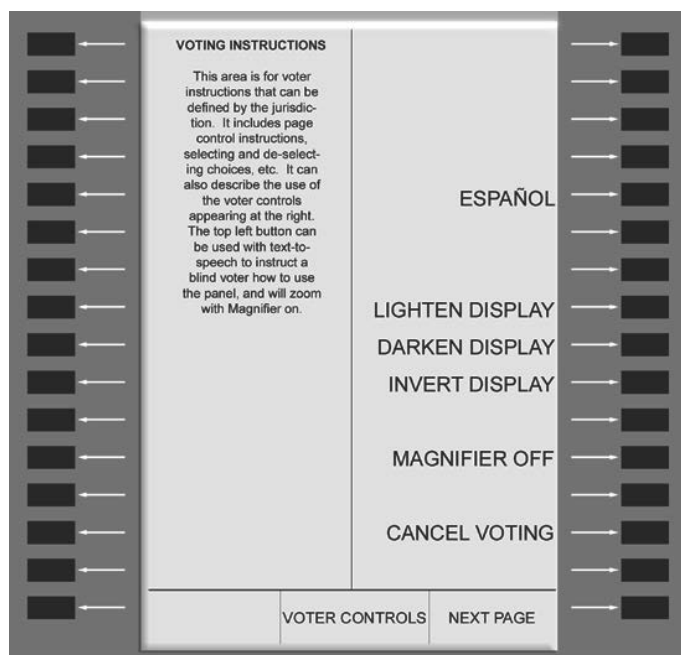 VOTING INSTRUCTIONS
This area is for voter
instructions that can be
defined by the jurisdic-
tion. It includes page
control instructions,
selecting and de-select-
ing choices, etc. It can
also describe the use of
the voter controls
appearing at the right.
The top left button can
be used with text-to-
speech to instruct a
blind voter how to use
the panel, and will zoom
with Magnifier on.
ESPAÑOL
LIGHTEN DISPLAY
DARKEN DISPLAY
INVERT DISPLAY
MAGNIFIER OFF
CANCEL VOTING
VOTER CONTROLS
NEXT PAGE